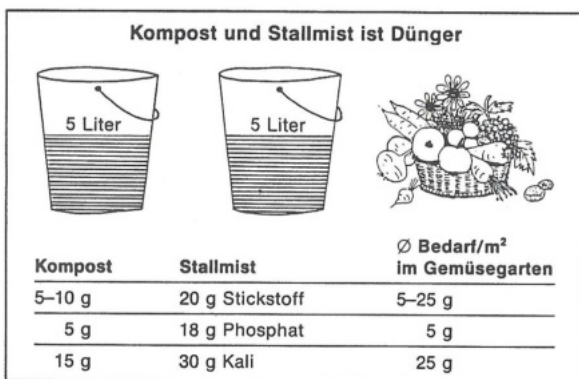 Kompost und Stallmist ist Dünger
5 Liter
5 Liter
Kompost Stallmist Ø Bedarf/m²
im Gemüsegarten
5–10 g 20 g Stickstoff 5–25 g
5 g 18 g Phosphat 5 g
15 g 30 g Kali 25 g